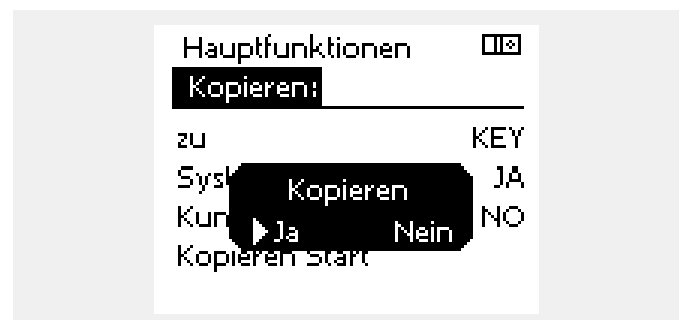 Hauptfunktionen
Kopieren:
zu KEY
JA
Kopieren
NO
Ja Nein
Kopieren Start